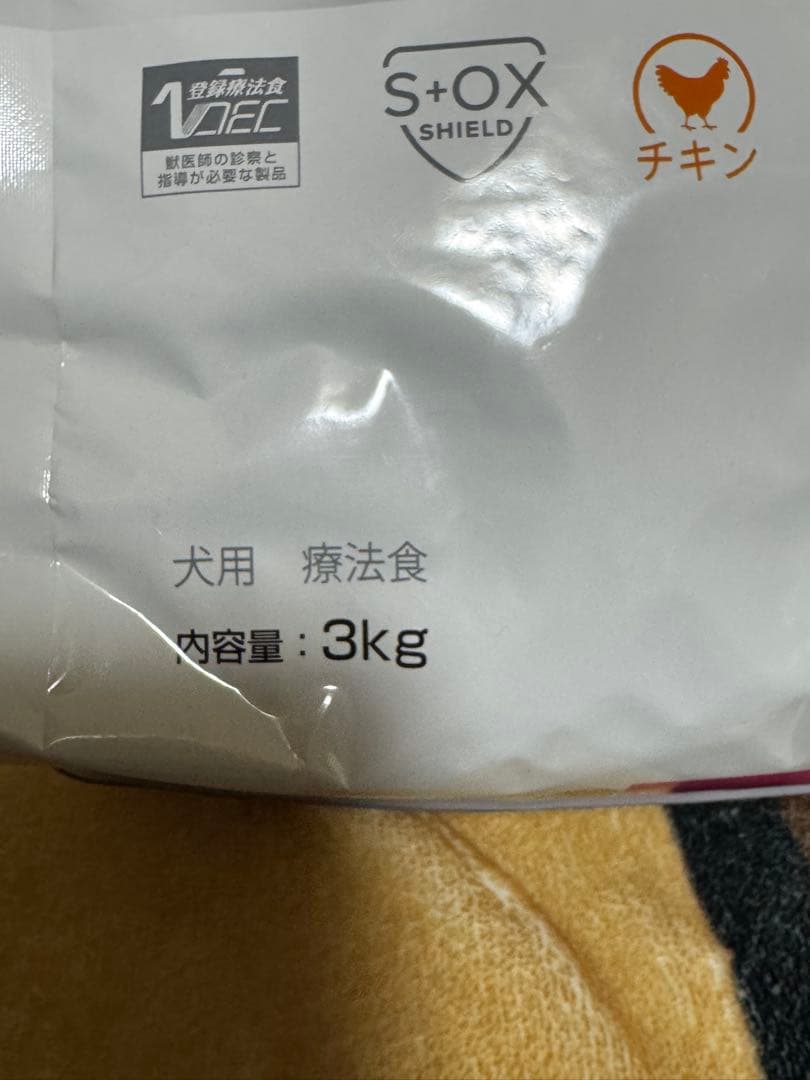 登録療法食
VDEC
獣医師の診察と
指導が必要な製品
S+OX
SHIELD
チキン
犬用 療法食
内容量：3kg